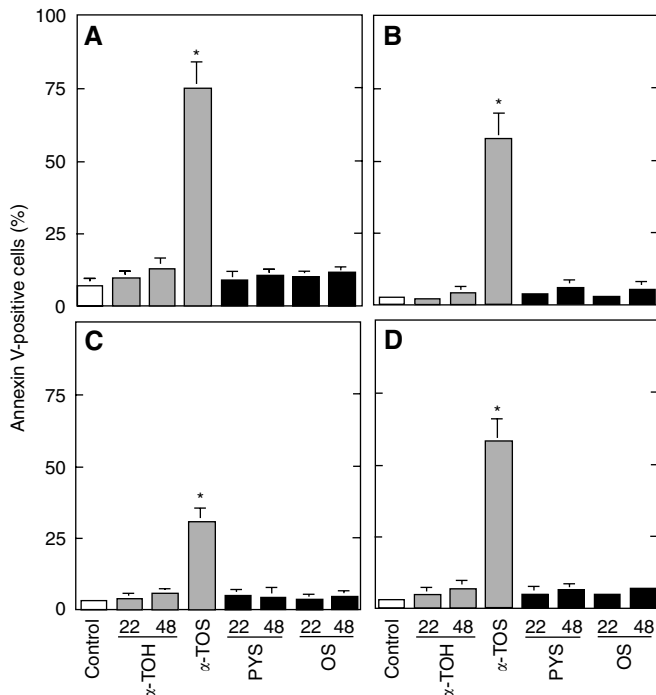 100
75
50
25
0
A
*
B
*
75
50
25
0
C
*
D
*
Annexin V-positive cells (%)
Control
22 48
α-TOH
α-TOS
22 48
PYS
22 48
OS
Control
22 48
α-TOH
α-TOS
22 48
PYS
22 48
OS